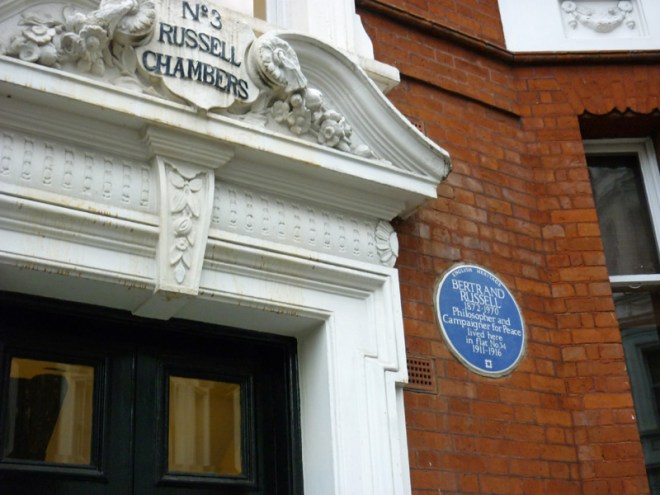 Nº3
RUSSELL
CHAMBERS
ENGLISH HERITAGE
BERTRAND
RUSSELL
1872-1970
Philosopher and
Campaigner for Peace
lived here
in flat No.34
1911-1916